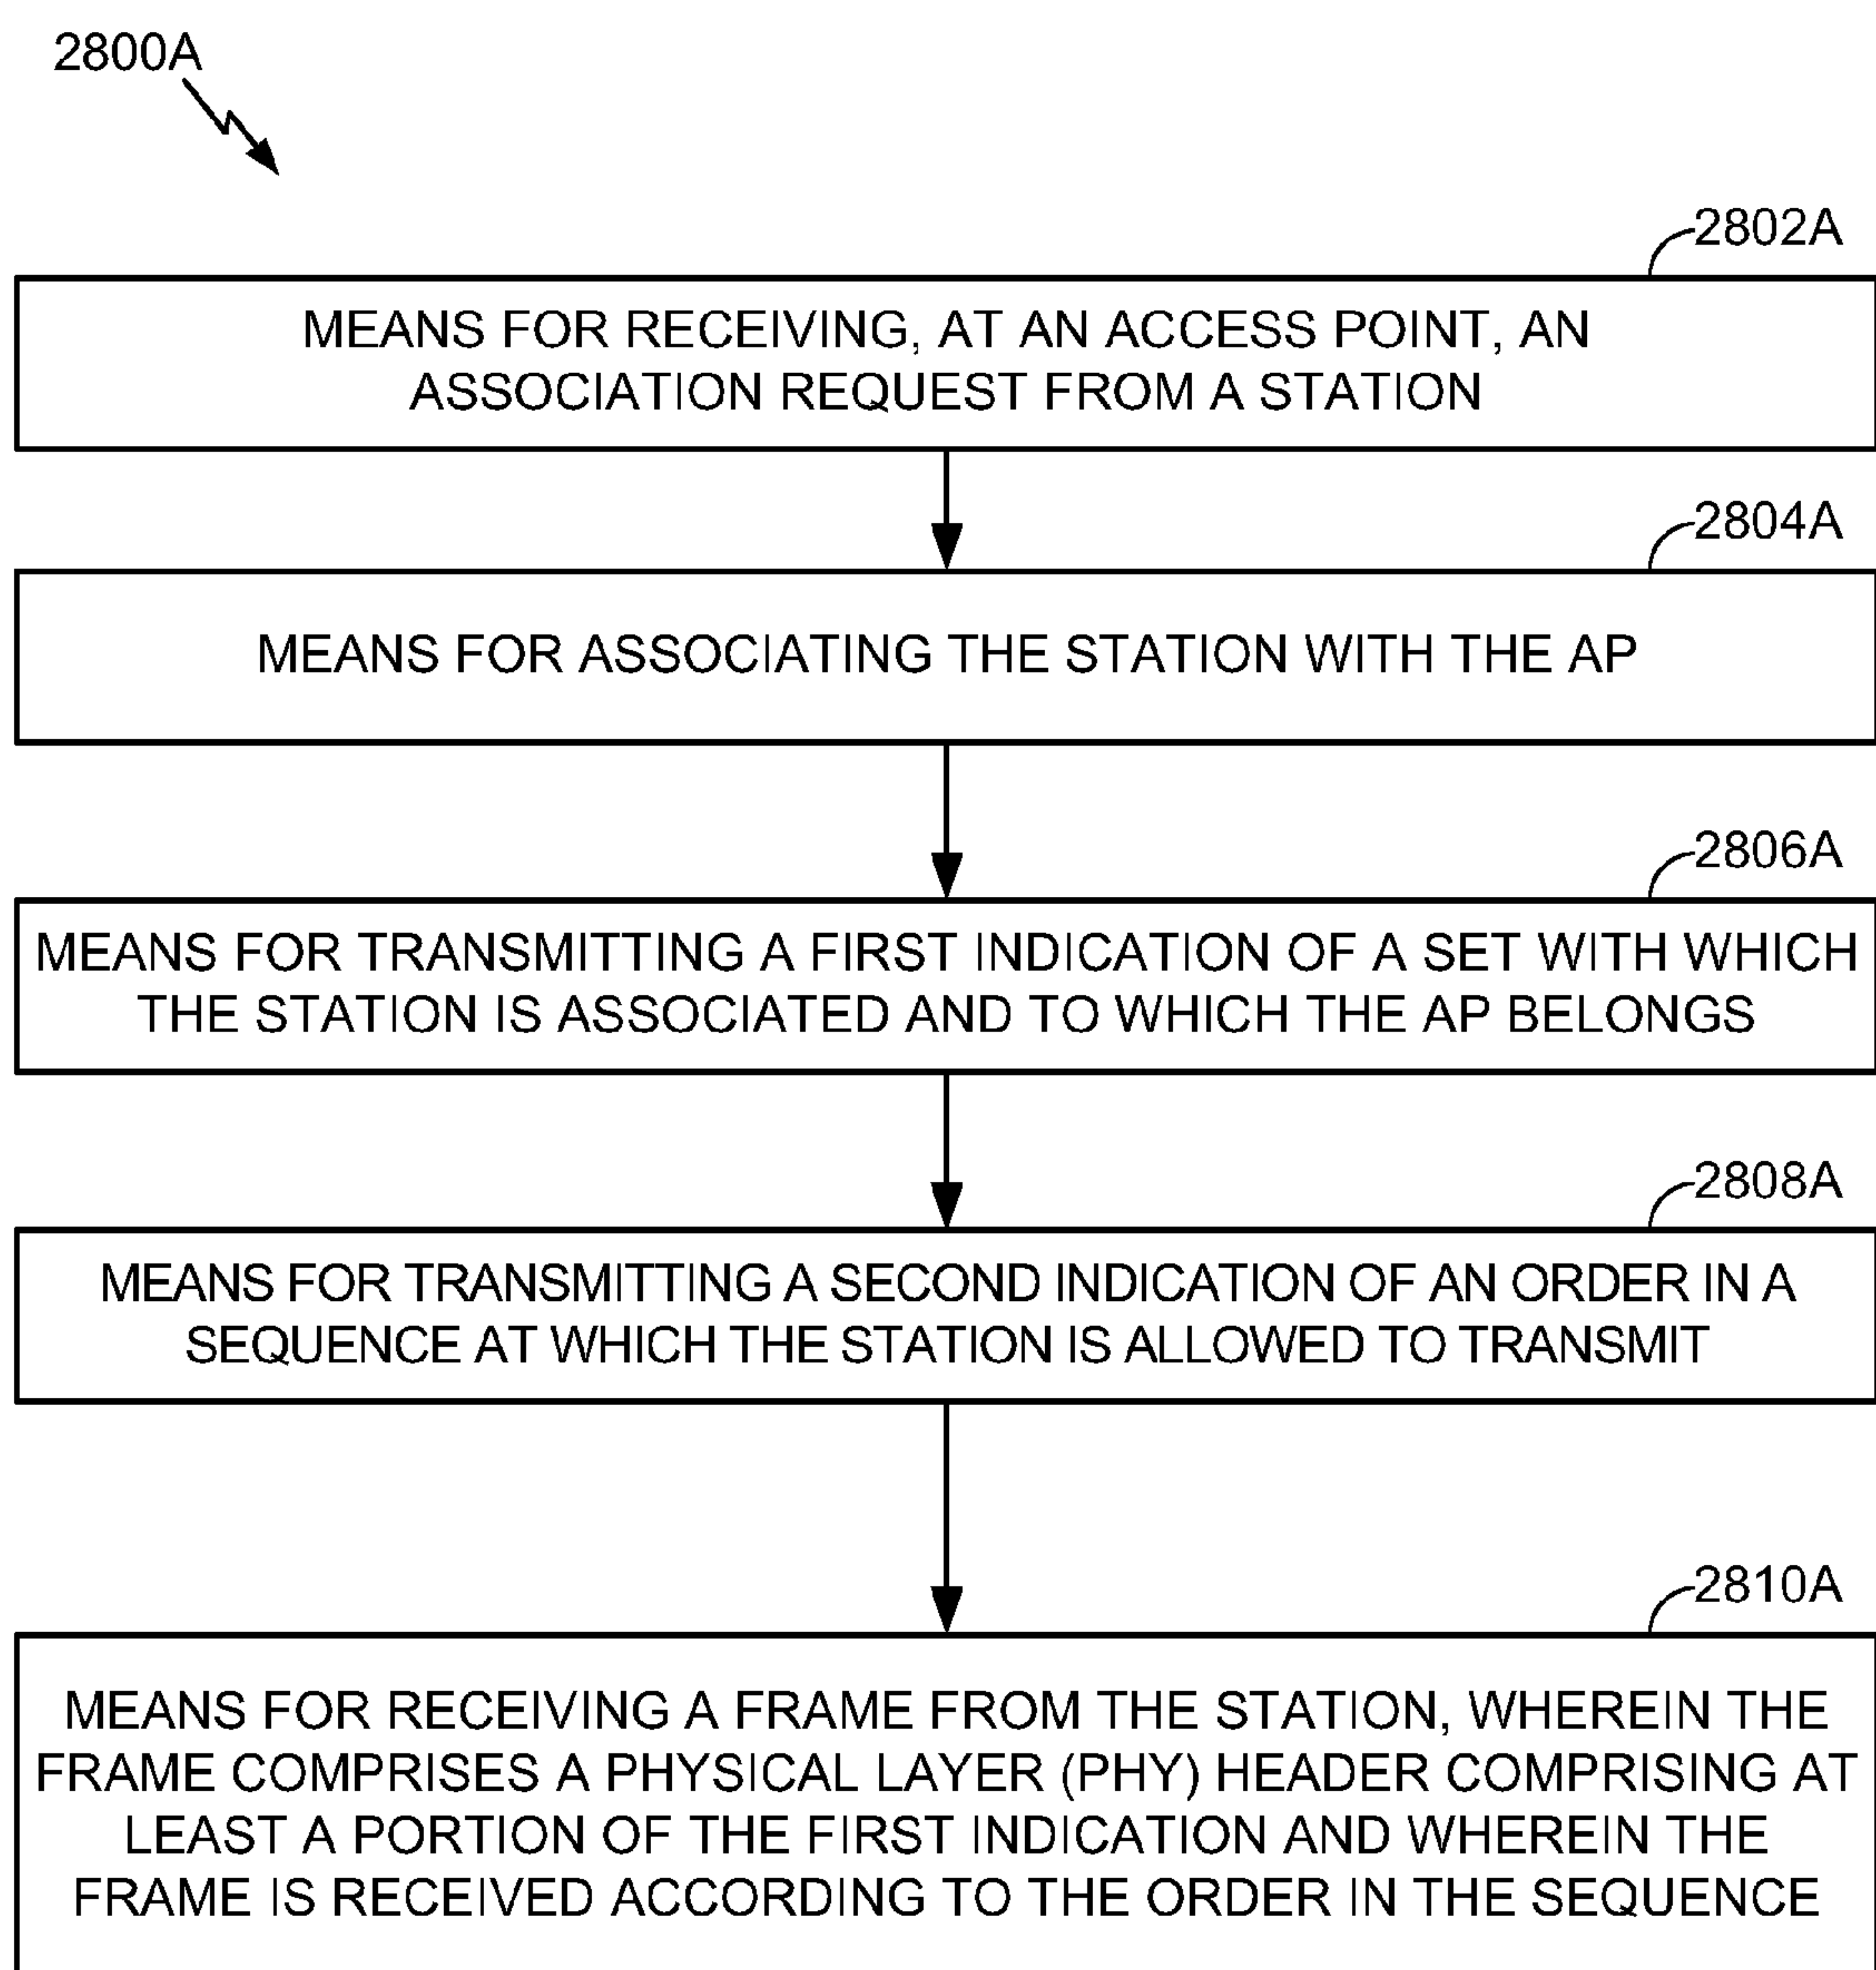 2800A
2802A
MEANS FOR RECEIVING, AT AN ACCESS POINT, AN
ASSOCIATION REQUEST FROM A STATION
2804A
MEANS FOR ASSOCIATING THE STATION WITH THE AP
2806A
MEANS FOR TRANSMITTING A FIRST INDICATION OF A SET WITH WHICH
THE STATION IS ASSOCIATED AND TO WHICH THE AP BELONGS
2808A
MEANS FOR TRANSMITTING A SECOND INDICATION OF AN ORDER IN A
SEQUENCE AT WHICH THE STATION IS ALLOWED TO TRANSMIT
2810A
MEANS FOR RECEIVING A FRAME FROM THE STATION, WHEREIN THE
FRAME COMPRISES A PHYSICAL LAYER (PHY) HEADER COMPRISING AT
LEAST A PORTION OF THE FIRST INDICATION AND WHEREIN THE
FRAME IS RECEIVED ACCORDING TO THE ORDER IN THE SEQUENCE